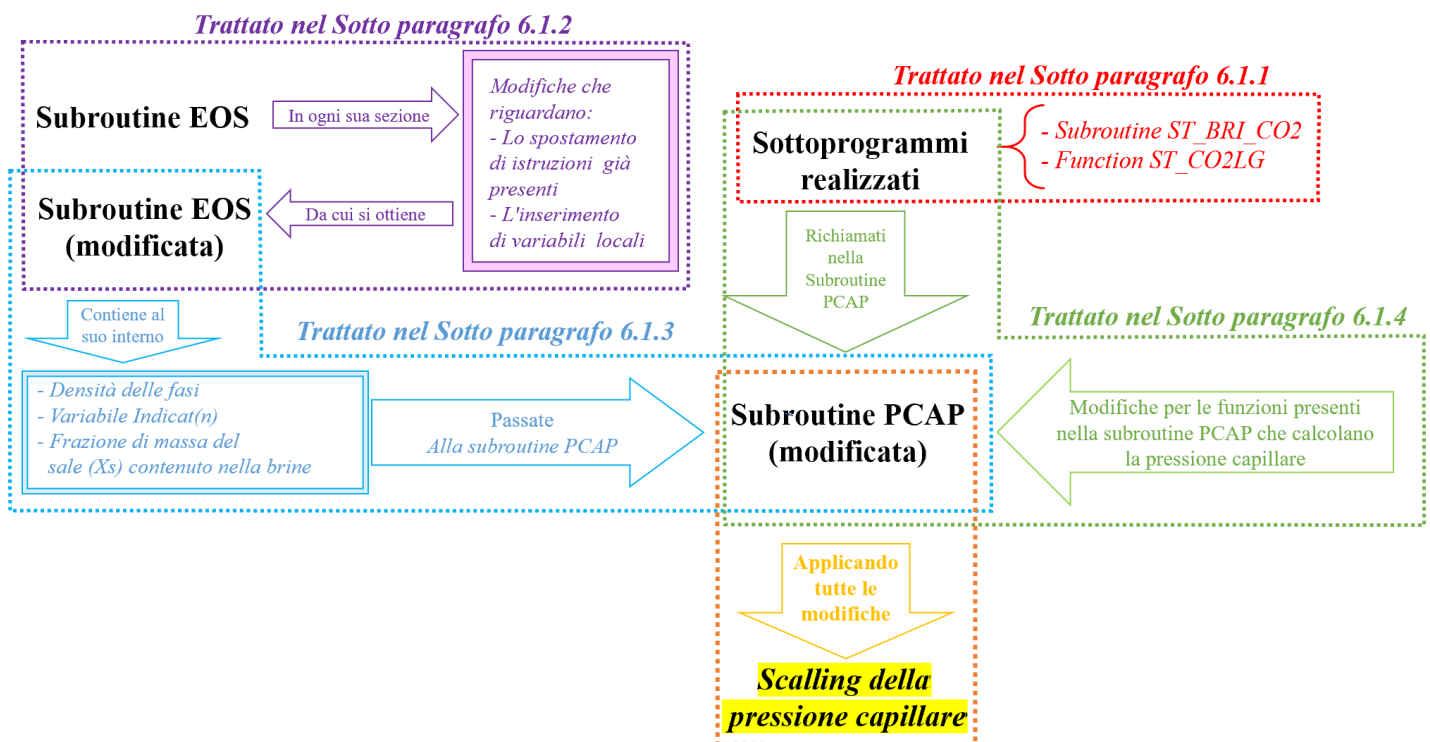 Trattato nel Sotto paragrafo 6.1.2
Subroutine EOS
In ogni sua sezione
Modifiche che
riguardano:
- Lo spostamento
di istruzioni già
presenti
- L'inserimento
di variabili locali
Subroutine EOS
(modificata)
Da cui si ottiene
Trattato nel Sotto paragrafo 6.1.1
Sottoprogrammi
realizzati
- Subroutine ST_BRI_CO2
- Function ST_CO2LG
Richiamati
nella
Subroutine
PCAP
Contiene al
suo interno
Trattato nel Sotto paragrafo 6.1.3
Trattato nel Sotto paragrafo 6.1.4
- Densità delle fasi
- Variabile Indicat(n)
- Frazione di massa del
sale (Xs) contenuto nella brine
Passate
Alla subroutine PCAP
Subroutine PCAP
(modificata)
Modifiche per le funzioni presenti
nella subroutine PCAP che calcolano
la pressione capillare
Applicando
tutte le
modifiche
Scalling della
pressione capillare